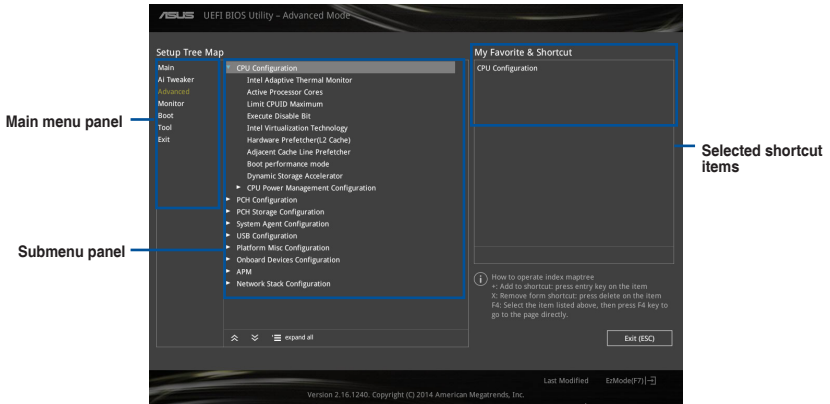 ASUS UEFI BIOS Utility – Advanced Mode
Setup Tree Map
Main
Ai Tweaker
Advanced
Monitor
Boot
Tool
Exit
CPU Configuration
Intel Adaptive Thermal Monitor
Active Processor Cores
Limit CPUID Maximum
Execute Disable Bit
Intel Virtualization Technology
Hardware Prefetcher(L2 Cache)
Adjacent Cache Line Prefetcher
Boot performance mode
Dynamic Storage Accelerator
CPU Power Management Configuration
PCH Configuration
PCH Storage Configuration
System Agent Configuration
USB Configuration
Platform Misc Configuration
Onboard Devices Configuration
APM
Network Stack Configuration
expand all
My Favorite & Shortcut
CPU Configuration
How to operate index maptree
+: Add to shortcut: press entry key on the item
X: Remove form shortcut: press delete on the item
F4: Select the item listed above, then press F4 key to
go to the page directly.
Exit (ESC)
Last Modified EzMode(F7)
Version 2.16.1240. Copyright (C) 2014 American Megatrends, Inc.
Main menu panel
Submenu panel
Selected shortcut
items